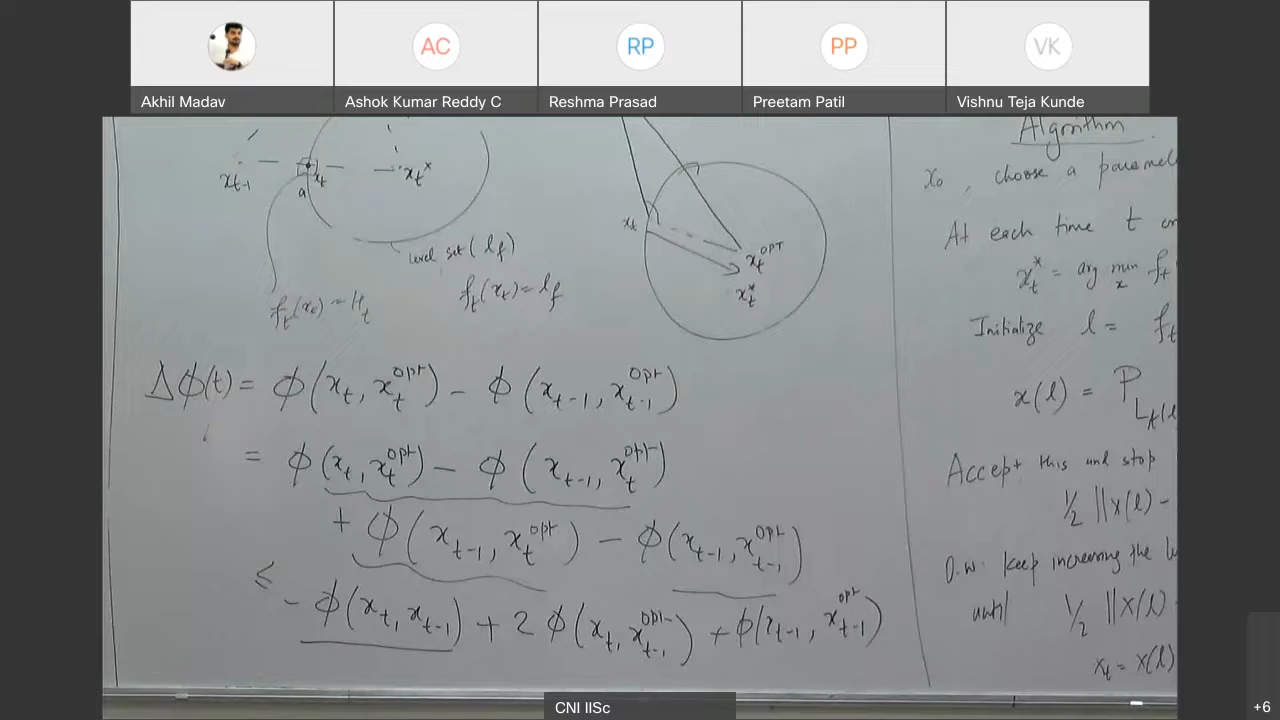 AC
RP
PP
VK
Akhil Madav
Ashok Kumar Reddy C
Reshma Prasad
Preetam Patil
Vishnu Teja Kunde
x_{t-1}
x_t
a
x_t^*
level set (l_f)
f_t(x_t) = l_f
x_t
x_t^{OPT}
x_t^*
Δϕ(t) = ϕ(x_t, x_t^{opt}) − ϕ(x_{t-1}, x_{t-1}^{opt})
= ϕ(x_t, x_t^{opt}) − ϕ(x_{t-1}, x_t^{opt})
+ ϕ(x_{t-1}, x_t^{opt}) − ϕ(x_{t-1}, x_{t-1}^{opt})
≤ − ϕ(x_t, x_{t-1}) + 2 ϕ(x_t, x_{t-1}^{opt}) + ϕ(x_{t-1}, x_{t-1}^{opt})
Algorithm
x_0, choose a
At each time t
x_t^* = arg min_x f_t
Initialize l = f_t
x(l) = P_{L_t(l
Accept this and stop
1/2 ||x(l) −
O.w. keep increasing the
until 1/2 ||x(l) −
x_t = x(l)
CNI IISc
+6